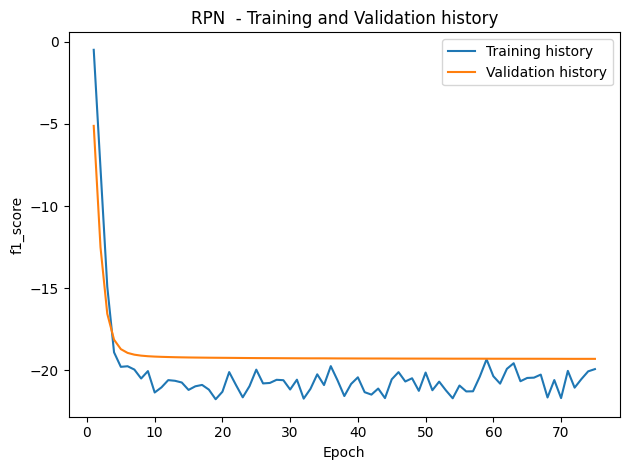 RPN  - Training and Validation history
Training history
Validation history
0
−5
−10
−15
−20
f1_score
0 10 20 30 40 50 60 70
Epoch